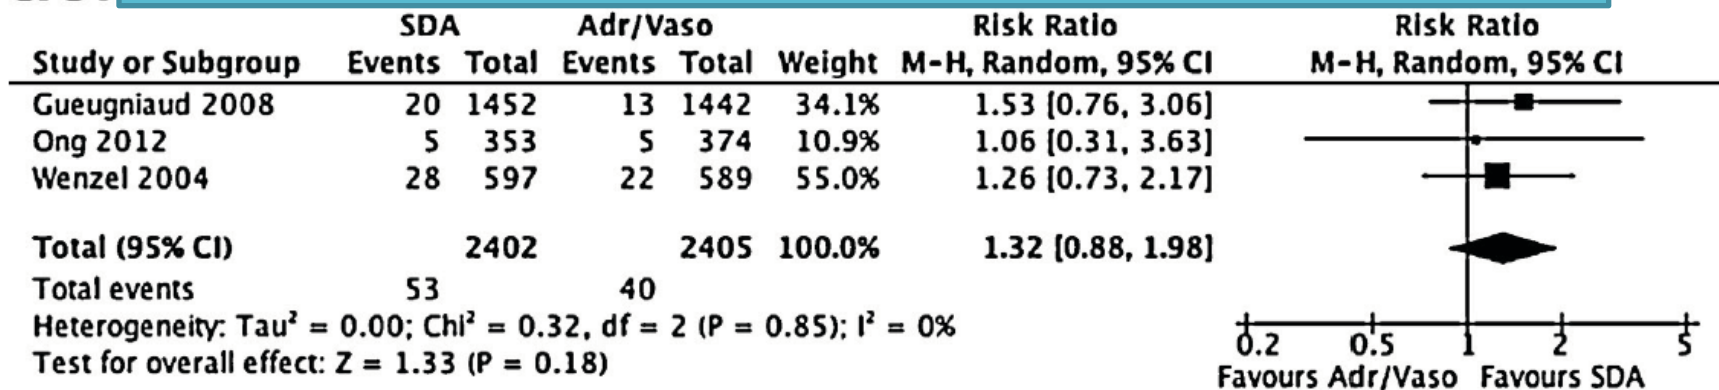 SDA Adr/Vaso Risk Ratio Risk Ratio
Study or Subgroup Events Total Events Total Weight M-H, Random, 95% CI M-H, Random, 95% CI
Gueugniaud 2008 20 1452 13 1442 34.1% 1.53 [0.76, 3.06]
Ong 2012 5 353 5 374 10.9% 1.06 [0.31, 3.63]
Wenzel 2004 28 597 22 589 55.0% 1.26 [0.73, 2.17]
Total (95% CI) 2402 2405 100.0% 1.32 [0.88, 1.98]
Total events 53 40
Heterogeneity: Tau² = 0.00; Chi² = 0.32, df = 2 (P = 0.85); I² = 0%
Test for overall effect: Z = 1.33 (P = 0.18)
0.2 0.5 1 2 5
Favours Adr/Vaso Favours SDA